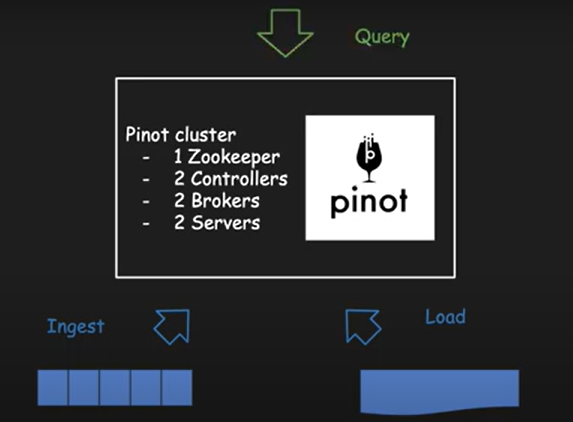 Query
Pinot cluster
- 1 Zookeeper
- 2 Controllers
- 2 Brokers
- 2 Servers
pinot
Ingest
Load